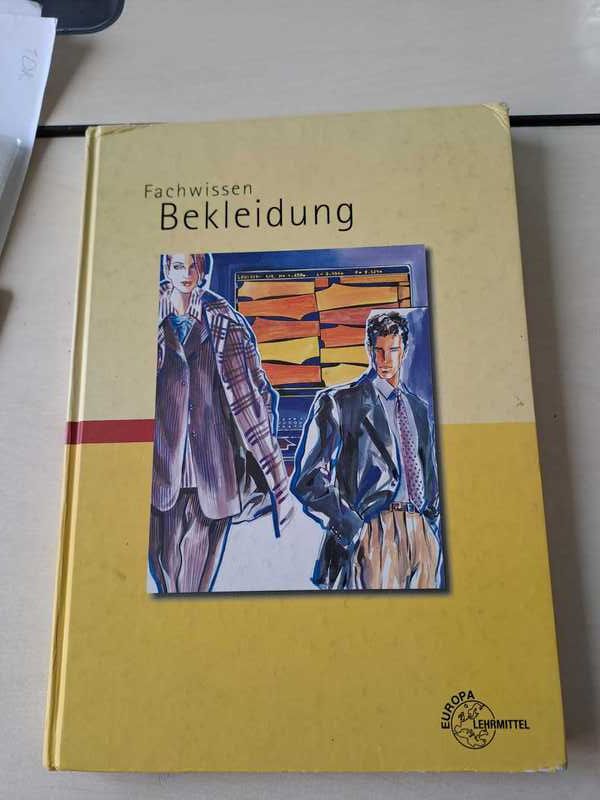 Fachwissen
Bekleidung
EUROPA
LEHRMITTEL